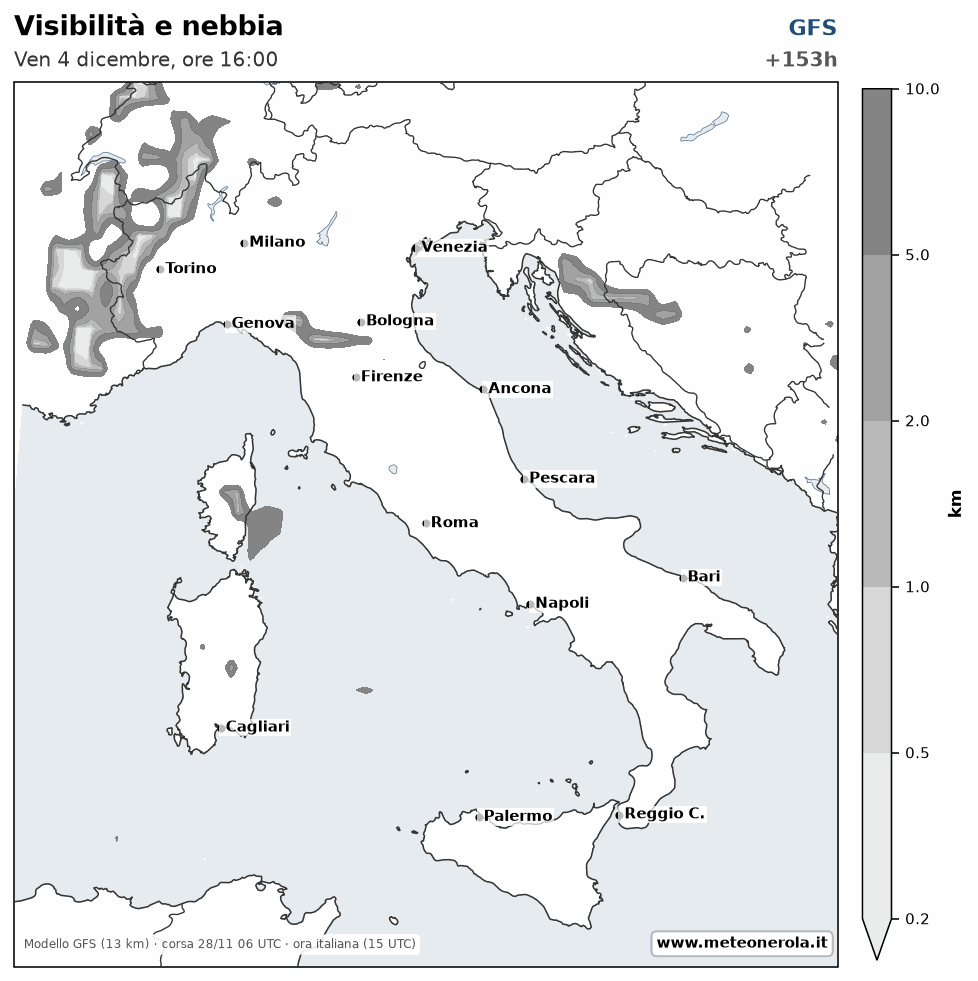 Visibilità e nebbia
GFS
Ven 4 dicembre, ore 16:00
+153h
10.0
5.0
2.0
1.0
0.5
0.2
km
Milano
Venezia
Torino
Genova
Bologna
Firenze
Ancona
Pescara
Roma
Bari
Napoli
Cagliari
Palermo
Reggio C.
Modello GFS (13 km) · corsa 28/11 06 UTC · ora italiana (15 UTC)
www.meteonerola.it